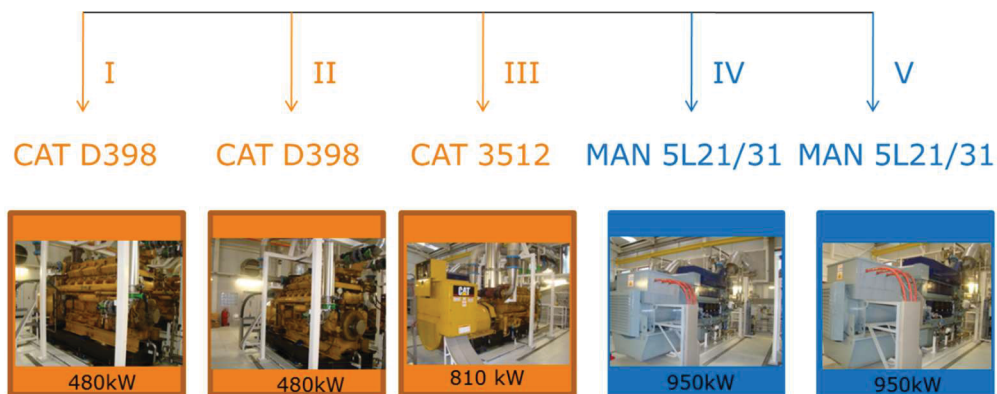 I
II
III
IV
V
CAT D398
CAT D398
CAT 3512
MAN 5L21/31
MAN 5L21/31
CAT
480kW
480kW
810 kW
950kW
950kW